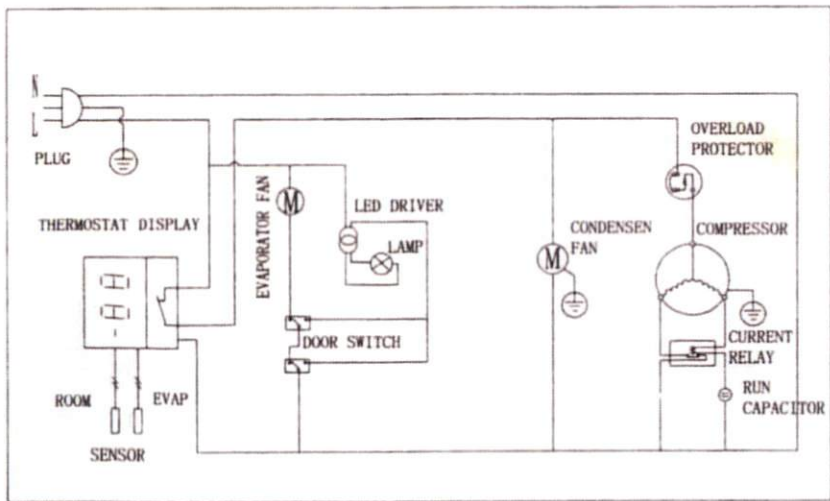 N
L
PLUG
THERMOSTAT DISPLAY
ROOM
EVAP
SENSOR
EVAPORATOR FAN
LED DRIVER
LAMP
DOOR SWITCH
M
CONDENSEN
FAN
M
OVERLOAD
PROTECTOR
COMPRESSOR
CURRENT
RELAY
RUN
CAPACITOR